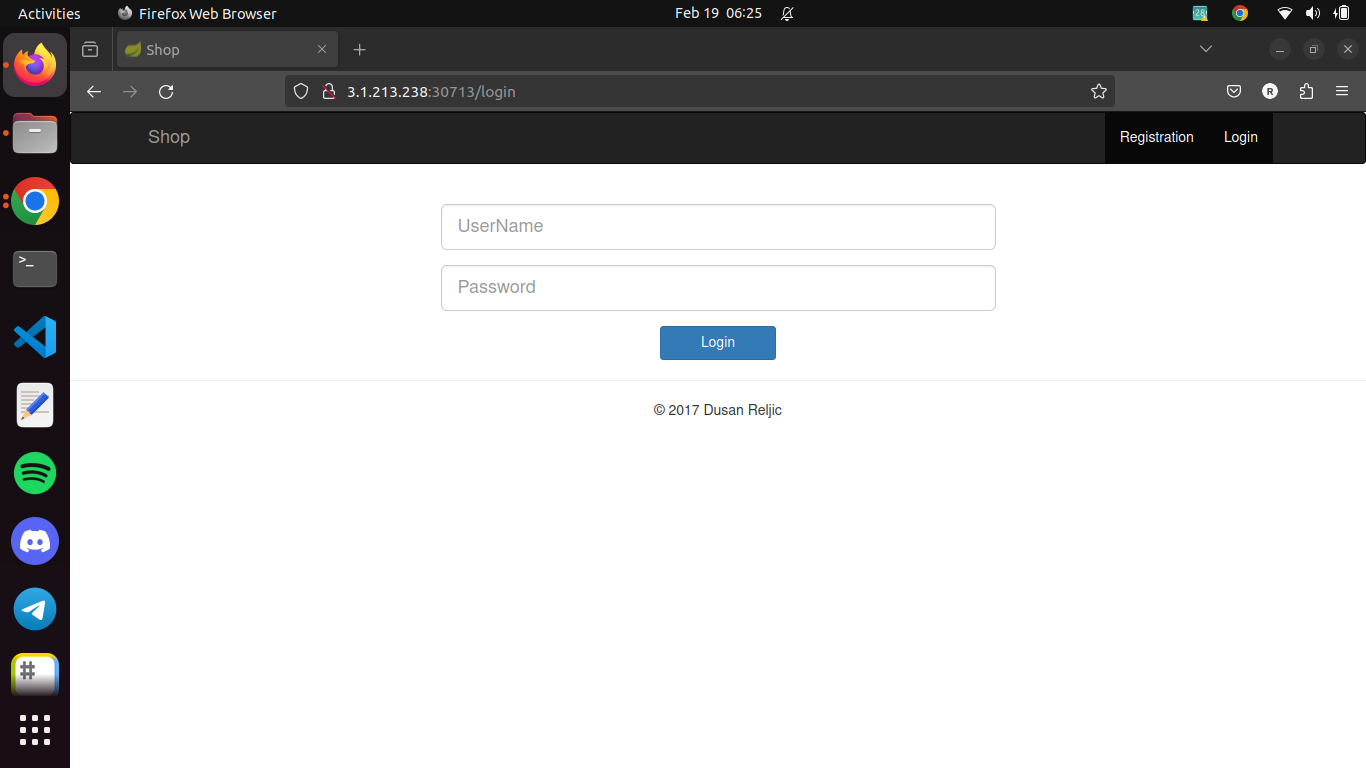 Activities
Firefox Web Browser
Feb 19 06:25
28
Shop
3.1.213.238:30713/login
R
Shop
Registration
Login
UserName
Password
Login
© 2017 Dusan Reljic
>_
#